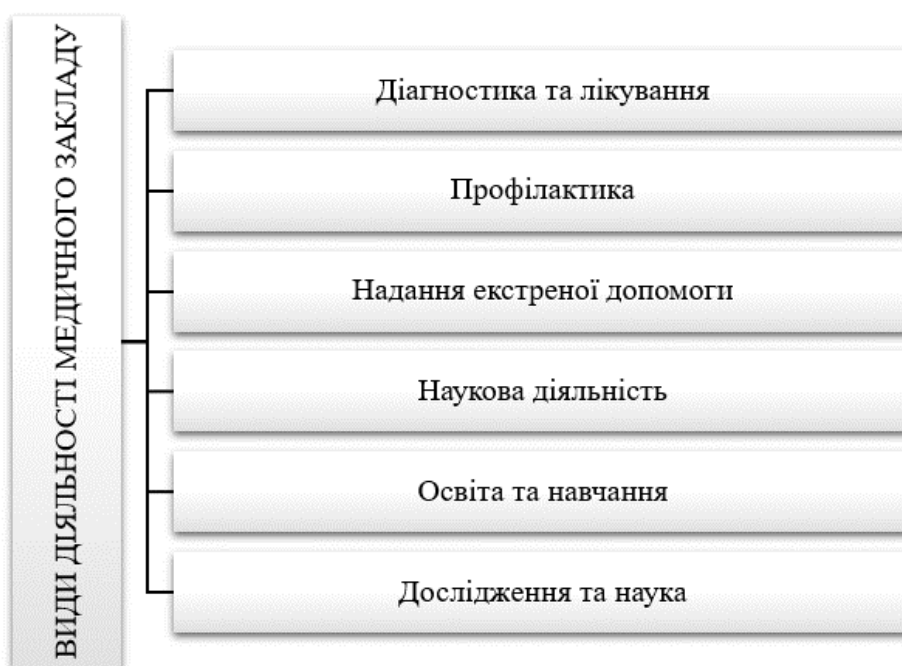 ВИДИ ДІЯЛЬНОСТІ МЕДИЧНОГО ЗАКЛАДУ
Діагностика та лікування
Профілактика
Надання екстреної допомоги
Наукова діяльність
Освіта та навчання
Дослідження та наука